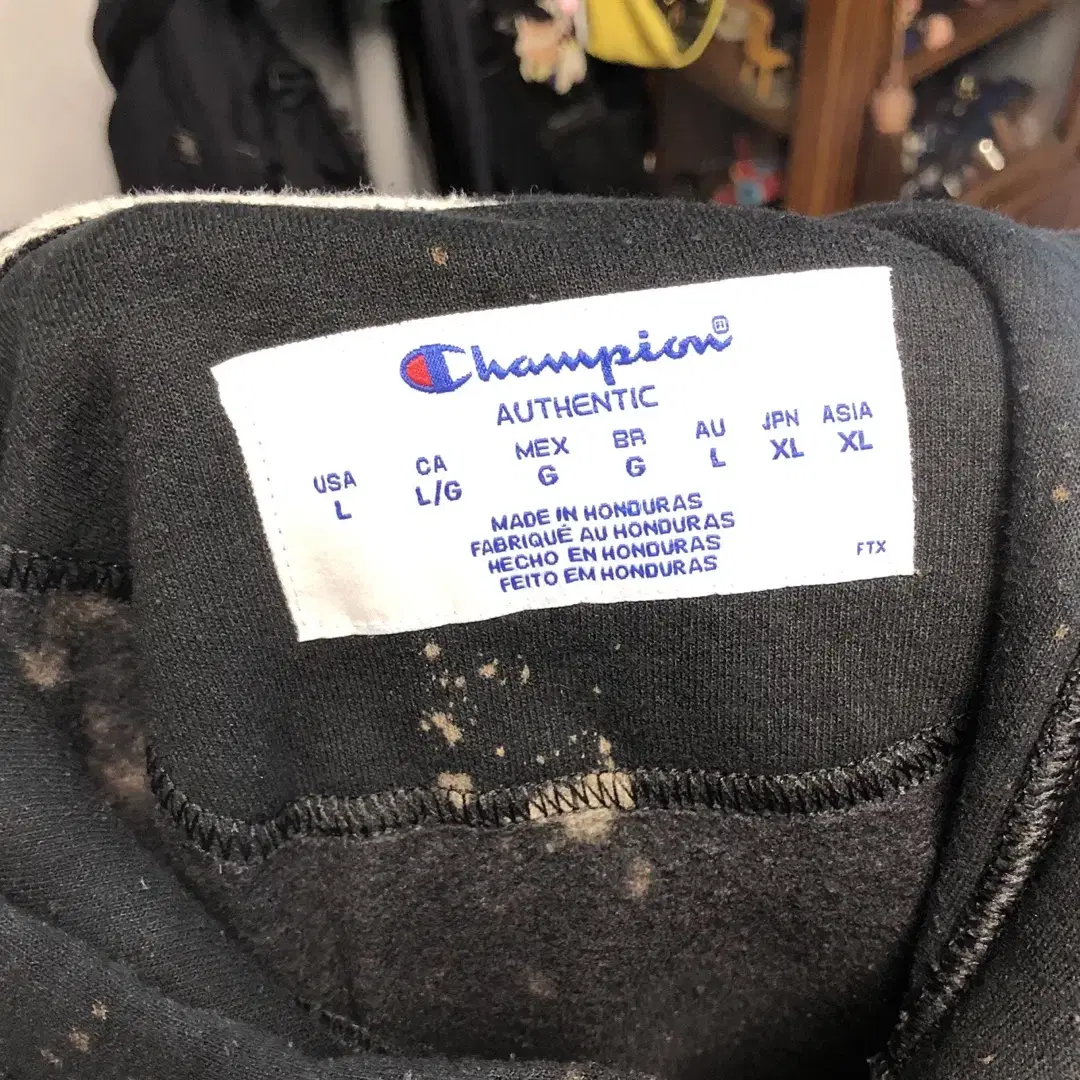 Champion®
AUTHENTIC
USA CA MEX BR AU JPN ASIA
L L/G G G L XL XL
MADE IN HONDURAS
FABRIQUÉ AU HONDURAS
HECHO EN HONDURAS
FEITO EM HONDURAS
FTX